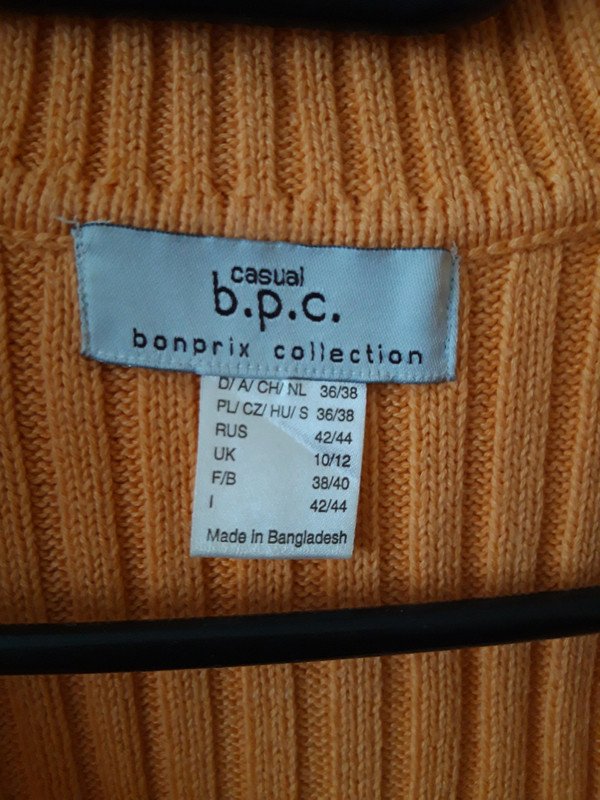 casual
b.p.c.
bonprix collection
D/ A/ CH/ NL 36/38
PL/ CZ/ HU/ S 36/38
RUS 42/44
UK 10/12
F/B 38/40
I 42/44
Made in Bangladesh